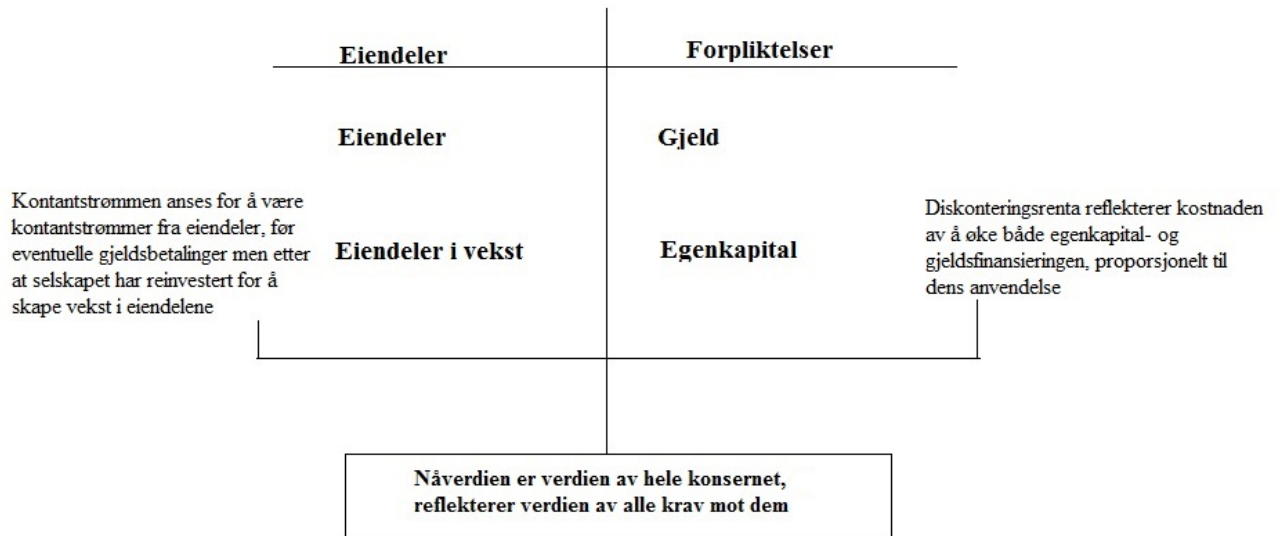 Eiendeler
Forpliktelser
Eiendeler
Gjeld
Kontantstrømmen anses for å være
kontantstrømmer fra eiendeler, før
eventuelle gjeldsbetalinger men etter
at selskapet har reinvestert for å
skape vekst i eiendelene
Eiendeler i vekst
Egenkapital
Diskonteringsrenta reflekterer kostnaden
av å øke både egenkapital- og
gjeldsfinansieringen, proporsjonelt til
dens anvendelse
Nåverdien er verdien av hele konsernet,
reflekterer verdien av alle krav mot dem